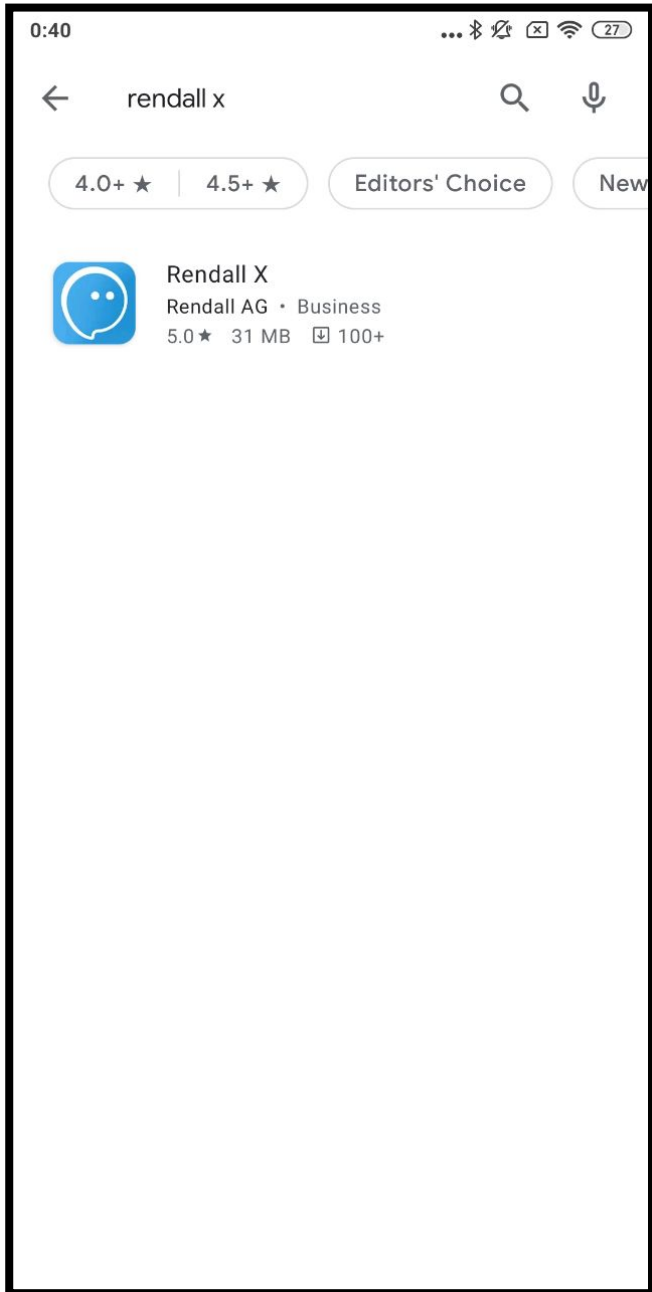 0:40
27
rendall x
4.0+ ★ 4.5+ ★ Editors' Choice New
Rendall X
Rendall AG • Business
5.0★ 31 MB 100+